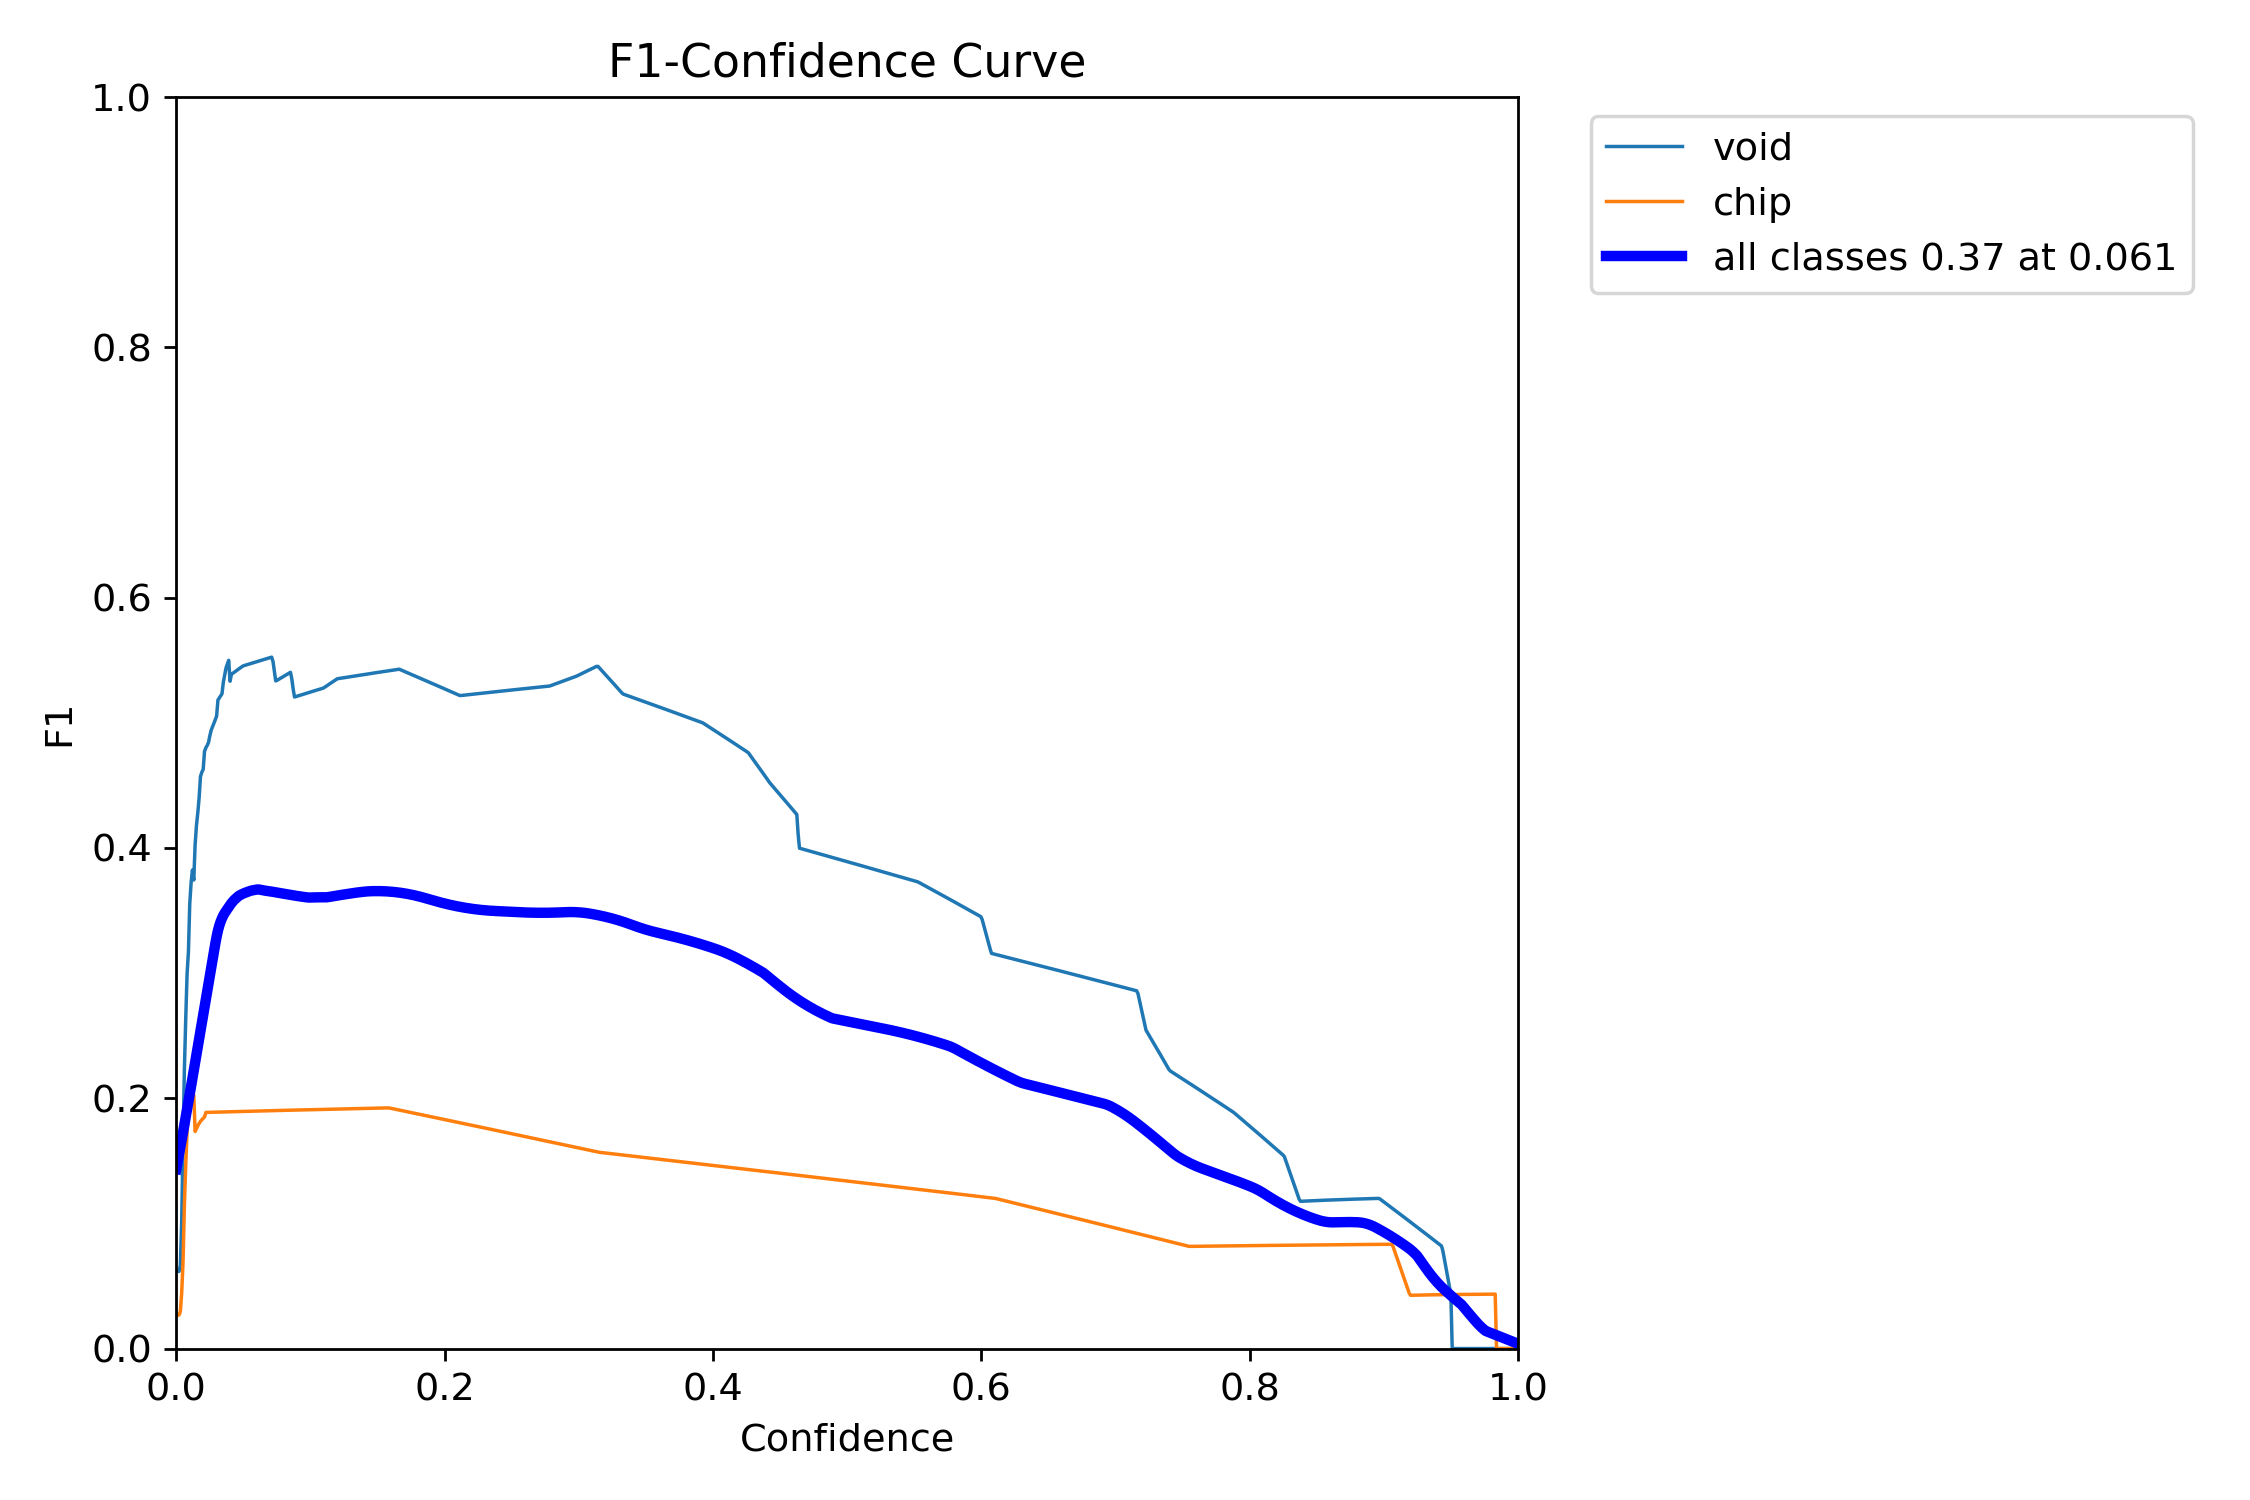 F1-Confidence Curve
1.0
0.8
0.6
0.4
0.2
0.0
F1
0.0 0.2 0.4 0.6 0.8 1.0
Confidence
void
chip
all classes 0.37 at 0.061